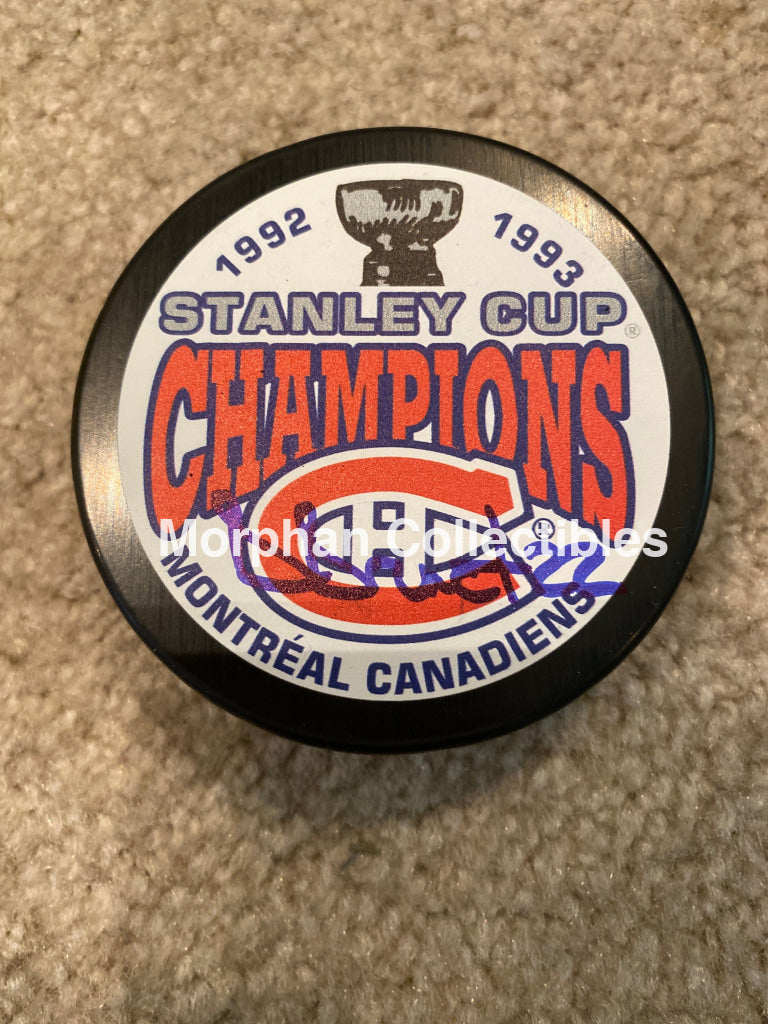 1992 1993
STANLEY CUP®
CHAMPIONS
Morphan Collectibles
MONTRÉAL CANADIENS